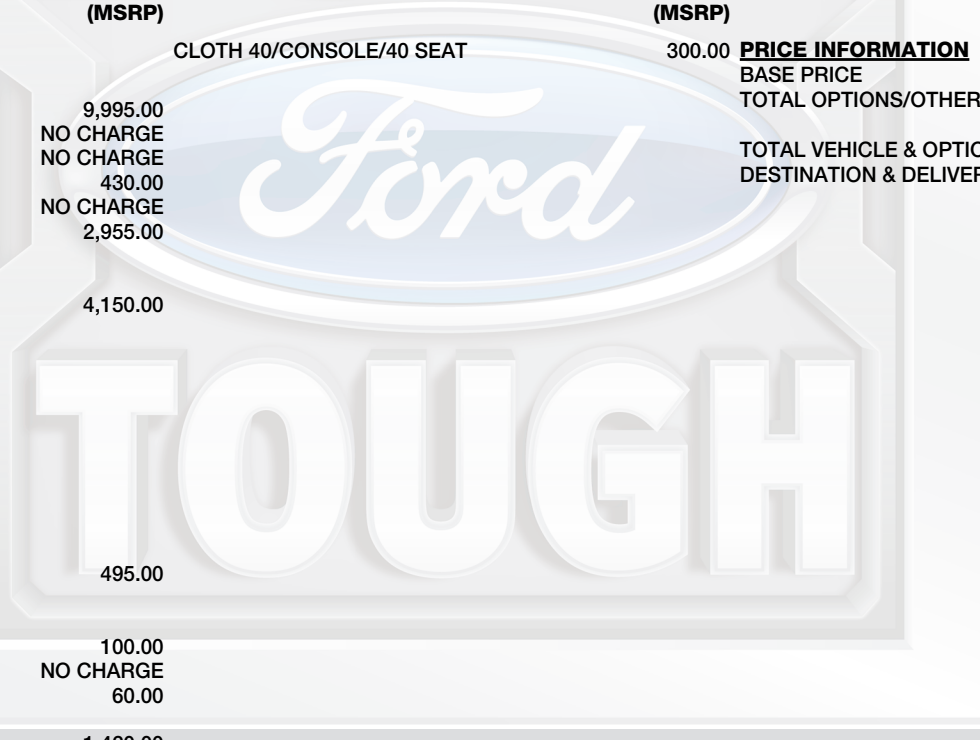 (MSRP)
9,995.00
NO CHARGE
NO CHARGE
430.00
NO CHARGE
2,955.00
4,150.00
495.00
100.00
NO CHARGE
60.00
(MSRP)
CLOTH 40/CONSOLE/40 SEAT 300.00
PRICE INFORMATION
BASE PRICE
TOTAL OPTIONS/OTHER
TOTAL VEHICLE & OPTIO
DESTINATION & DELIVER
Ford
TOUGH